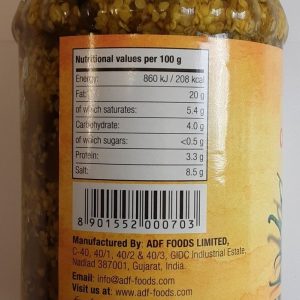 Nutritional values per 100 g
Energy: 860 kJ / 208 kcal
Fat: 20 g
of which saturates: 5.4 g
Carbohydrate: 4.0 g
of which sugars: <0.5 g
Protein: 3.3 g
Salt: 8.5 g
8 901552 000703
Manufactured By: ADF FOODS LIMITED,
C-40, 40/1, 40/2 & 40/3, GIDC Industrial Estate,
Nadiad 387001, Gujarat, India.
Email: info@adf-foods.com
Visit us at: www.adf-foods.com